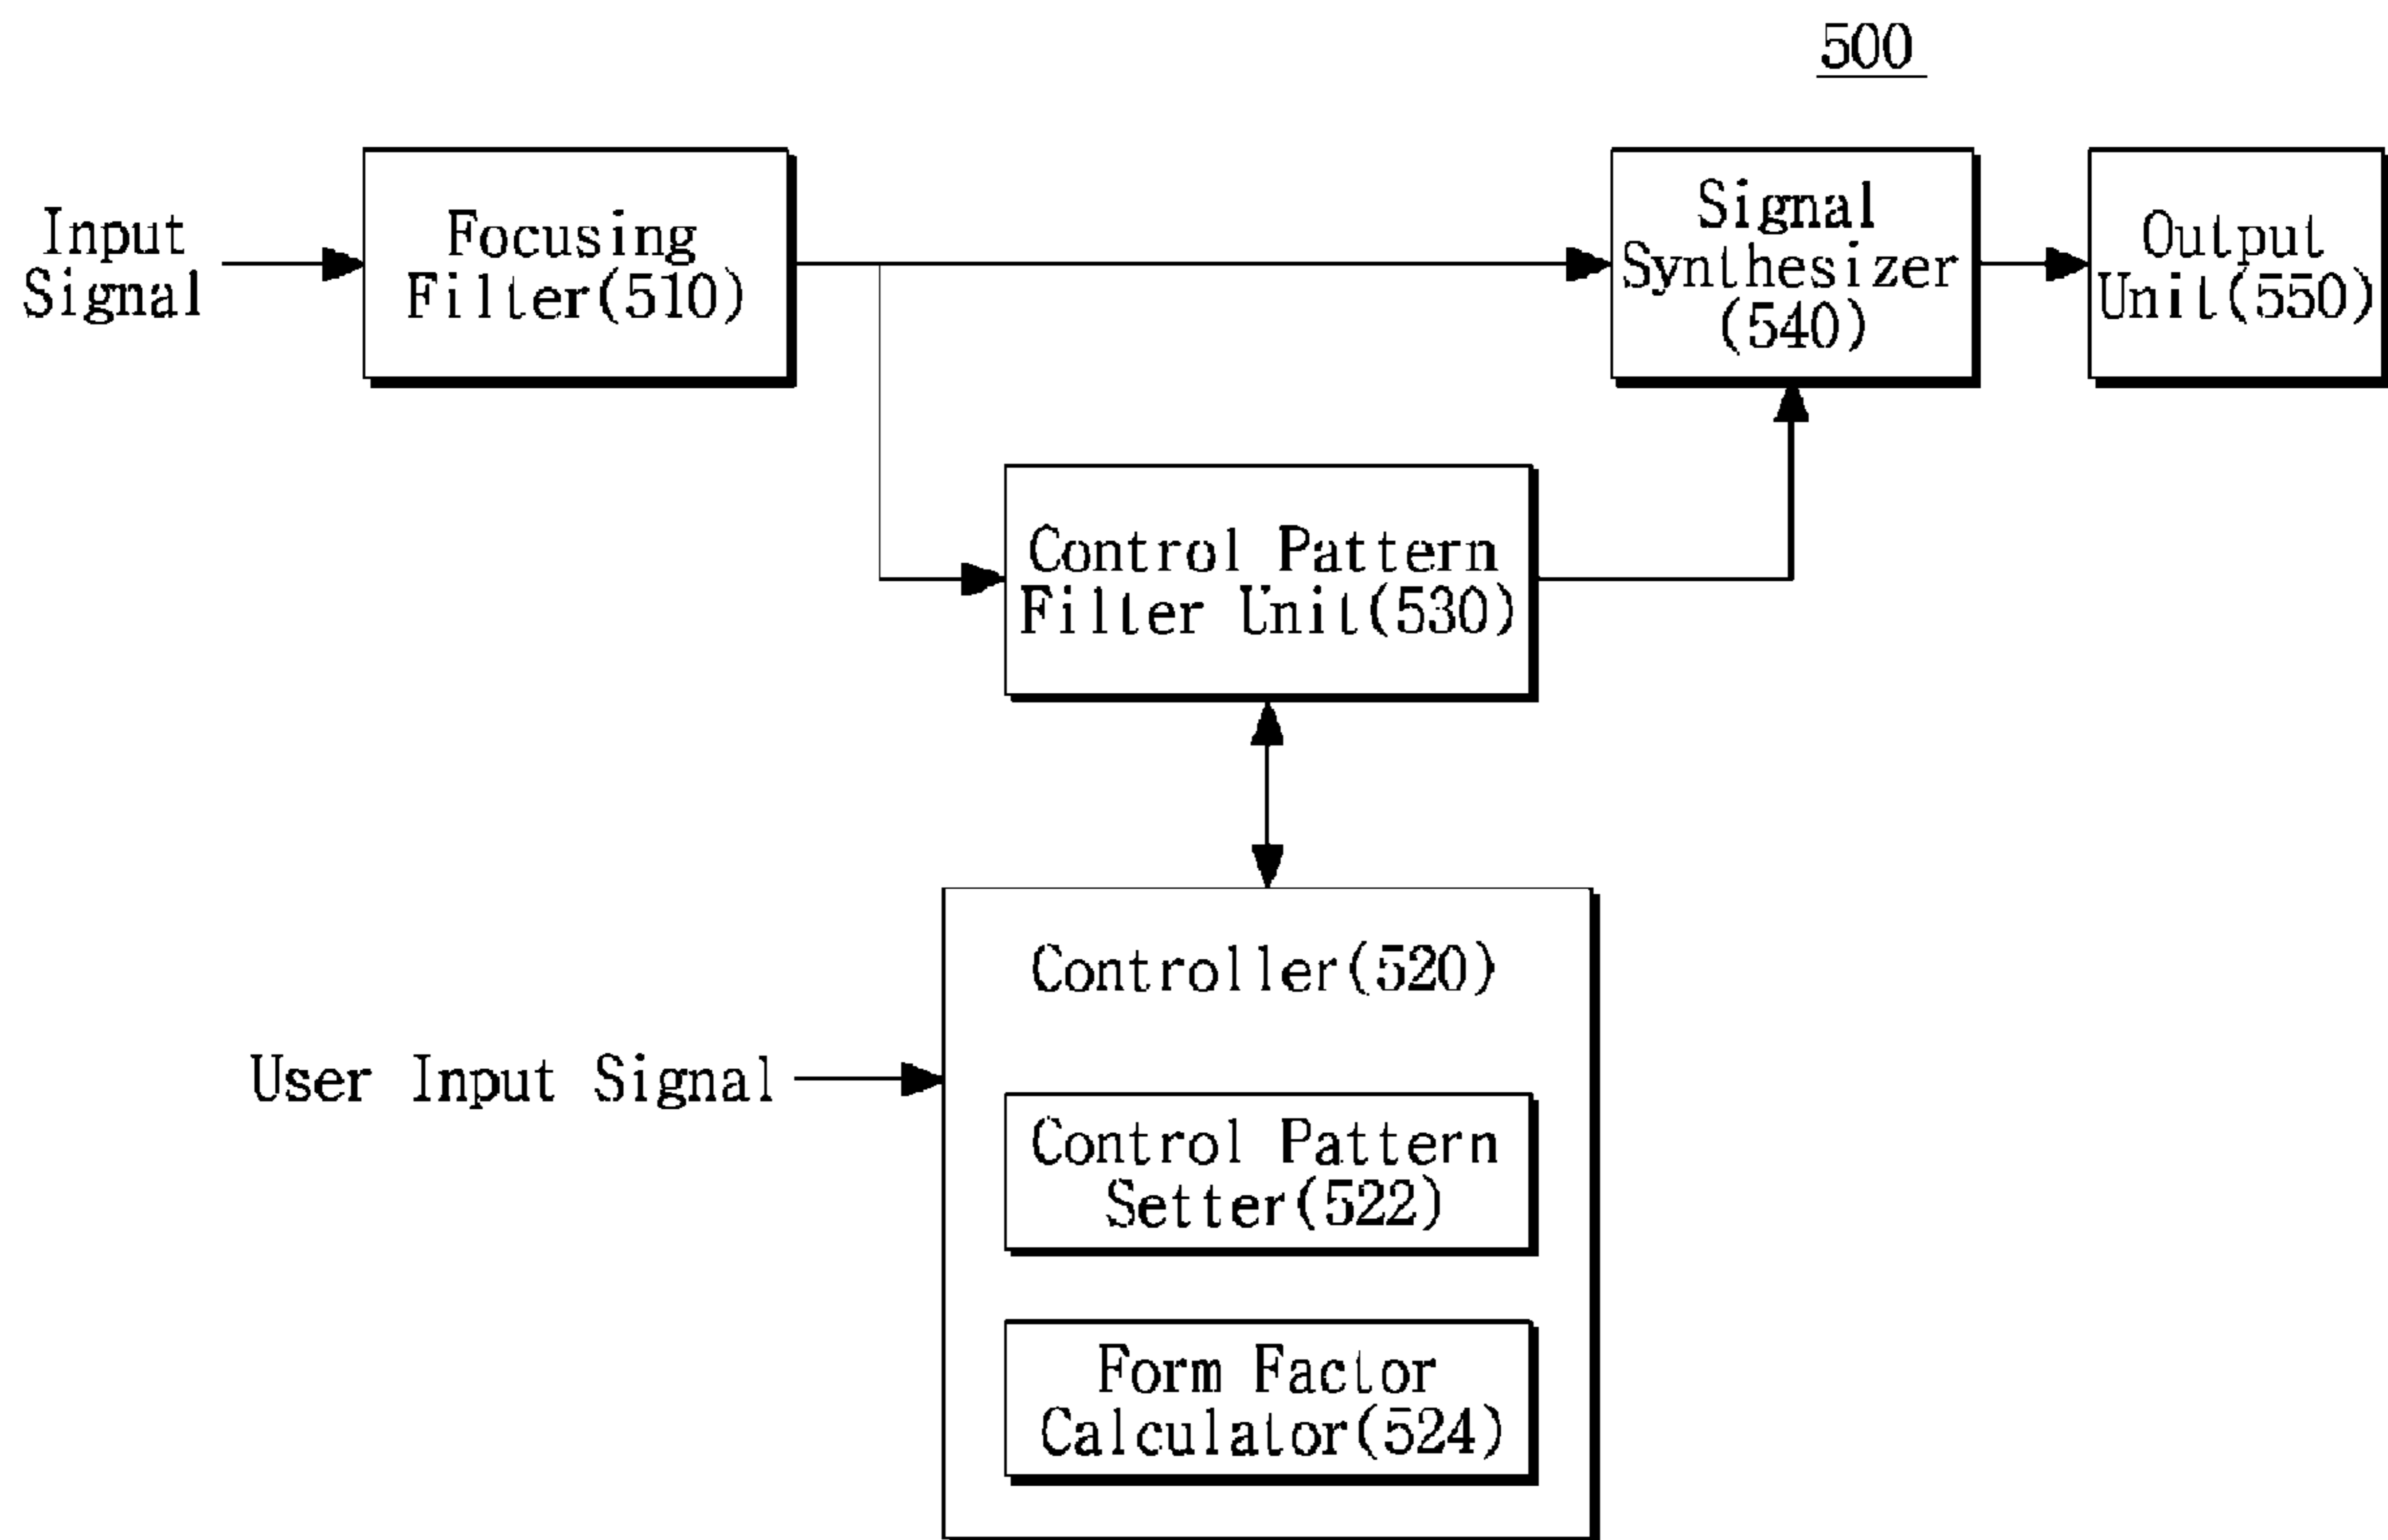 500
Input
Signal
Focusing
Filter(510)
Signal
Synthesizer
(540)
Output
Unit(550)
Control Pattern
Filter Unit(530)
Controller(520)
User Input Signal
Control Pattern
Setter(522)
Form Factor
Calculator(524)